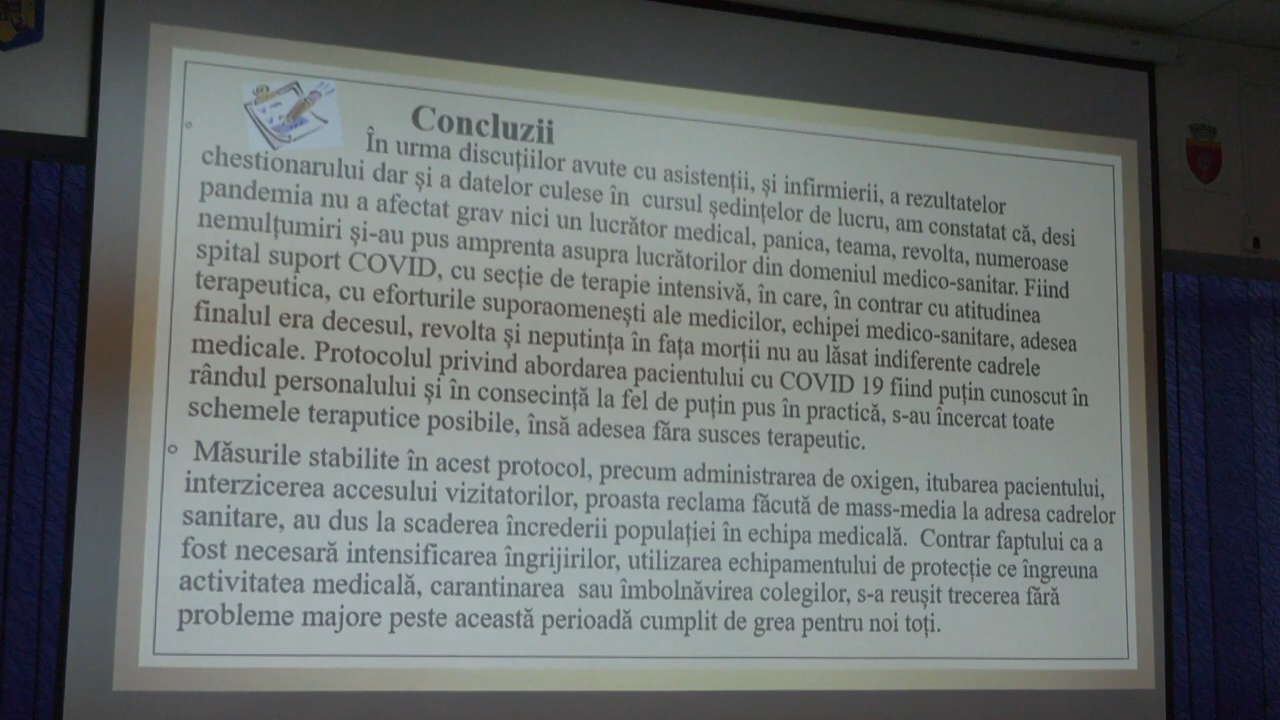 Concluzii
În urma discuțiilor avute cu asistenții, și infirmierii, a rezultatelor
chestionarului dar și a datelor culese în cursul ședințelor de lucru, am constatat că, desi
pandemia nu a afectat grav nici un lucrător medical, panica, teama, revolta, numeroase
nemulțumiri și-au pus amprenta asupra lucrătorilor din domeniul medico-sanitar. Fiind
spital suport COVID, cu secție de terapie intensivă, în care, în contrar cu atitudinea
terapeutica, cu eforturile suporaomenești ale medicilor, echipei medico-sanitare, adesea
finalul era decesul, revolta și neputința în fața morții nu au lăsat indiferente cadrele
medicale. Protocolul privind abordarea pacientului cu COVID 19 fiind puțin cunoscut în
rândul personalului și în consecință la fel de puțin pus în practică, s-au încercat toate
schemele teraputice posibile, însă adesea făra susces terapeutic.
Măsurile stabilite în acest protocol, precum administrarea de oxigen, itubarea pacientului,
interzicerea accesului vizitatorilor, proasta reclama făcută de mass-media la adresa cadrelor
sanitare, au dus la scaderea încrederii populației în echipa medicală. Contrar faptului ca a
fost necesară intensificarea îngrijirilor, utilizarea echipamentului de protecție ce îngreuna
activitatea medicală, carantinarea sau îmbolnăvirea colegilor, s-a reușit trecerea fără
probleme majore peste această perioadă cumplit de grea pentru noi toți.